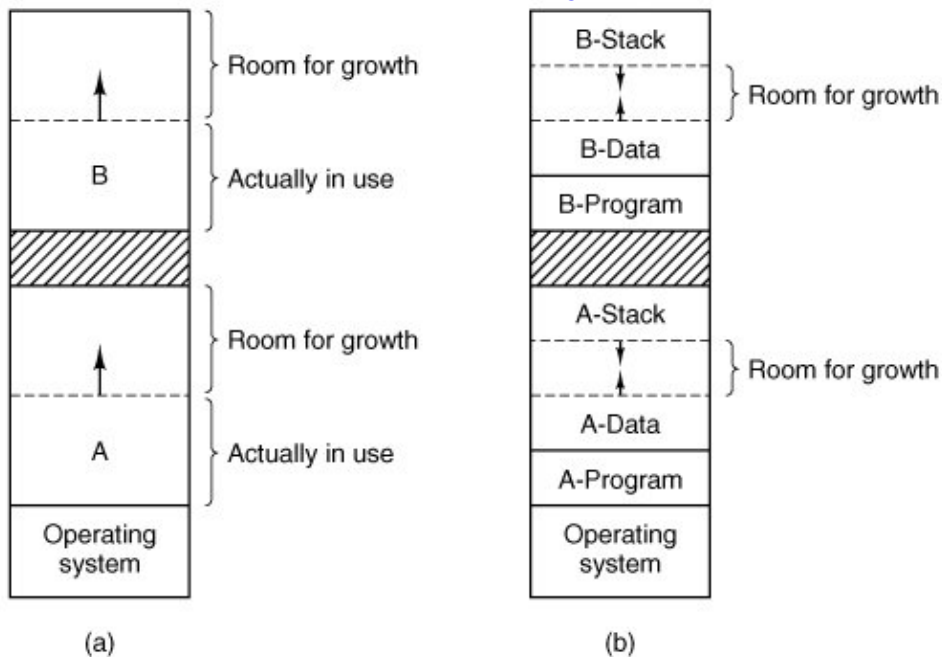 Room for growth
B
Actually in use
Room for growth
A
Actually in use
Operating
system
(a)
B-Stack
Room for growth
B-Data
B-Program
A-Stack
Room for growth
A-Data
A-Program
Operating
system
(b)